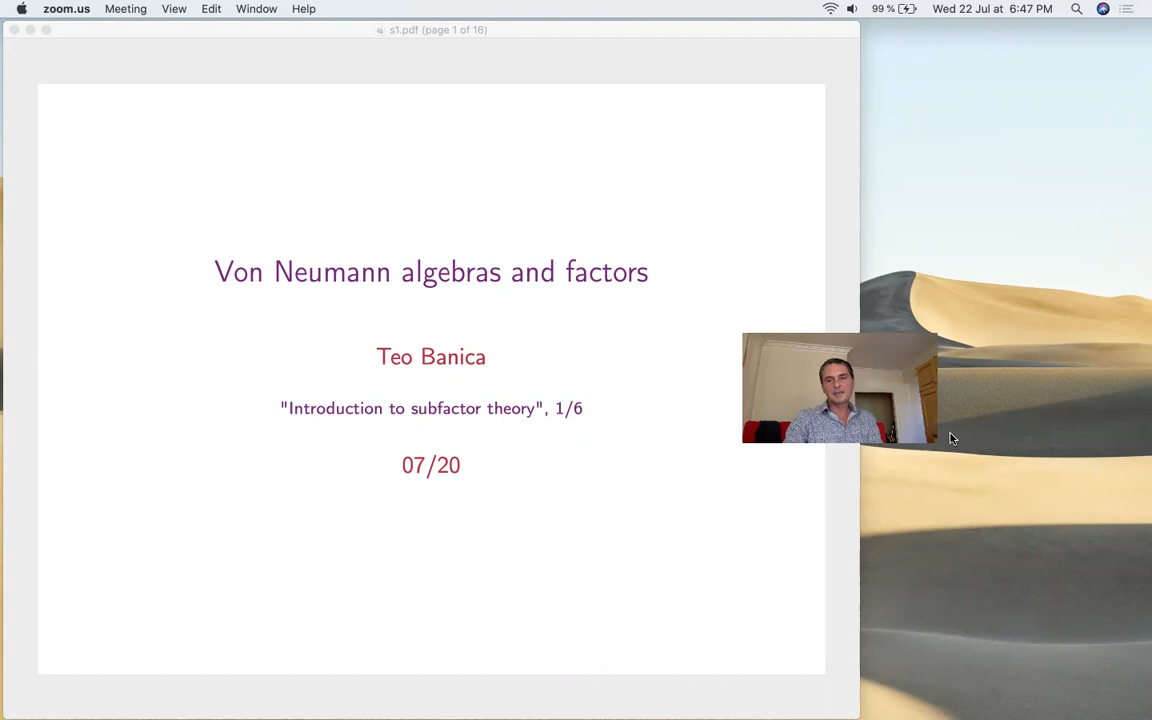 zoom.us Meeting View Edit Window Help 99 % Wed 22 Jul at 6:47 PM
s1.pdf (page 1 of 16)
Von Neumann algebras and factors
Teo Banica
"Introduction to subfactor theory", 1/6
07/20